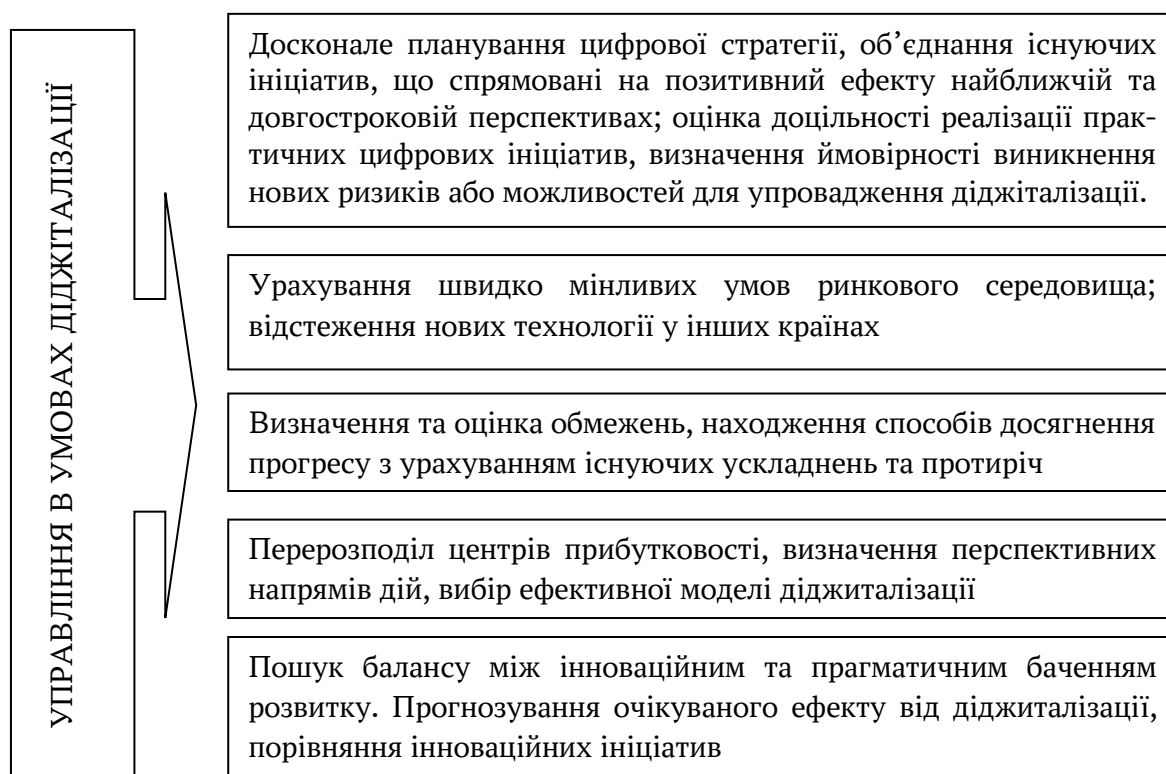 УПРАВЛІННЯ В УМОВАХ ДІДЖІТАЛІЗАЦІЇ
Досконале планування цифрової стратегії, об’єднання існуючих
ініціатив, що спрямовані на позитивний ефекту найближчій та
довгостроковій перспективах; оцінка доцільності реалізації прак-
тичних цифрових ініціатив, визначення ймовірності виникнення
нових ризиків або можливостей для упровадження діджіталізації.
Урахування швидко мінливих умов ринкового середовища;
відстеження нових технології у інших країнах
Визначення та оцінка обмежень, находження способів досягнення
прогресу з урахуванням існуючих ускладнень та протиріч
Перерозподіл центрів прибутковості, визначення перспективних
напрямів дій, вибір ефективної моделі діджиталізації
Пошук балансу між інноваційним та прагматичним баченням
розвитку. Прогнозування очікуваного ефекту від діджиталізації,
порівняння інноваційних ініціатив